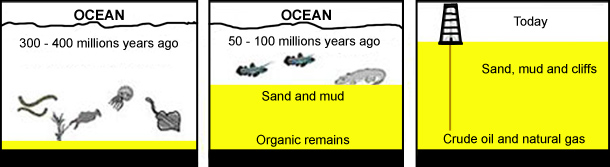 OCEAN
300 - 400 millions years ago
OCEAN
50 - 100 millions years ago
Sand and mud
Organic remains
Today
Sand, mud and cliffs
Crude oil and natural gas